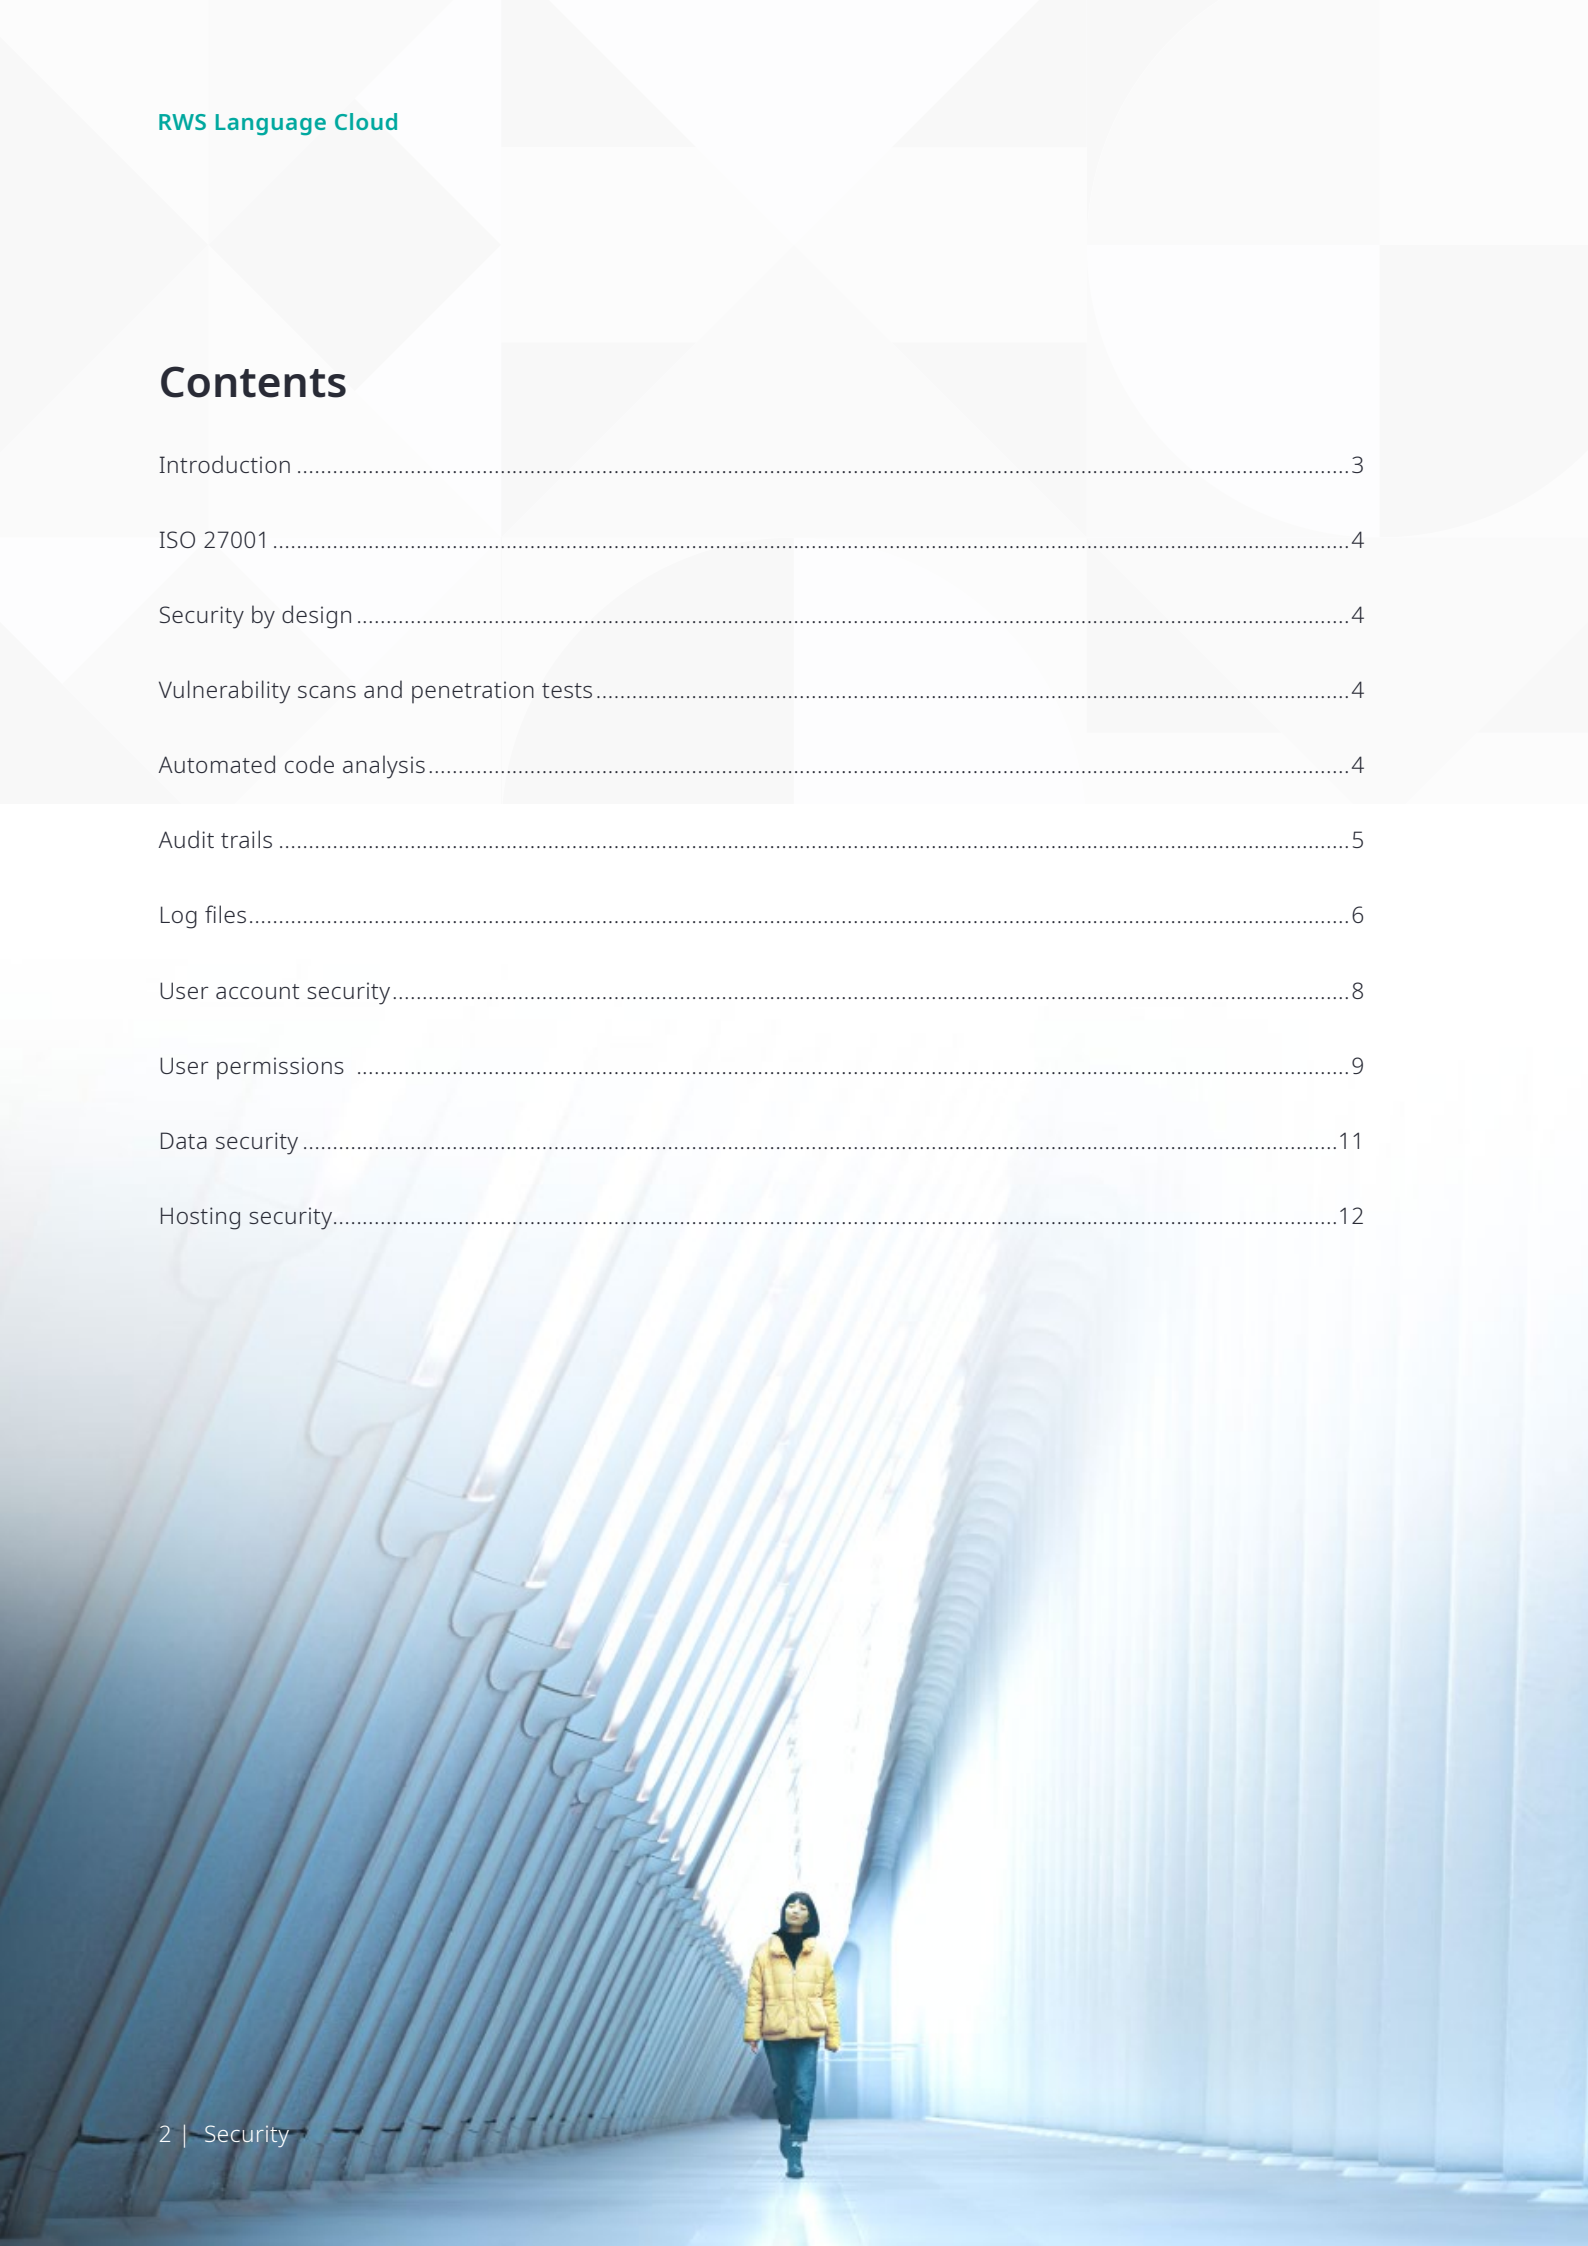 RWS Language Cloud
Contents
Introduction ........................................................................ 3
ISO 27001 ........................................................................ 4
Security by design ........................................................................ 4
Vulnerability scans and penetration tests ........................................................................ 4
Automated code analysis ........................................................................ 4
Audit trails ........................................................................ 5
Log files ........................................................................ 6
User account security ........................................................................ 8
User permissions ........................................................................ 9
Data security ........................................................................ 11
Hosting security ........................................................................ 12
2 | Security